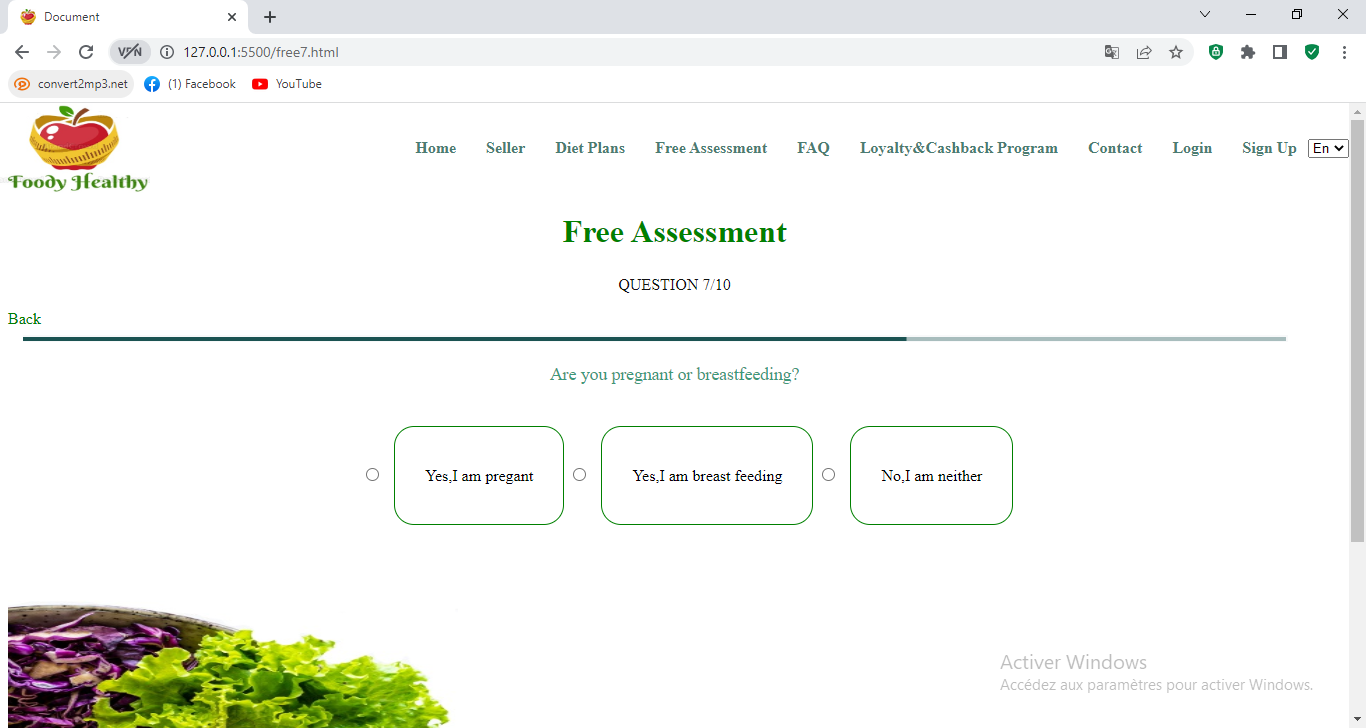 Document
VPN
127.0.0.1:5500/free7.html
convert2mp3.net (1) Facebook YouTube
Foody Healthy
Home Seller Diet Plans Free Assessment FAQ Loyalty&Cashback Program Contact Login Sign Up En
Free Assessment
QUESTION 7/10
Back
Are you pregnant or breastfeeding?
Yes,I am pregant Yes,I am breast feeding No,I am neither
Activer Windows
Accédez aux paramètres pour activer Windows.